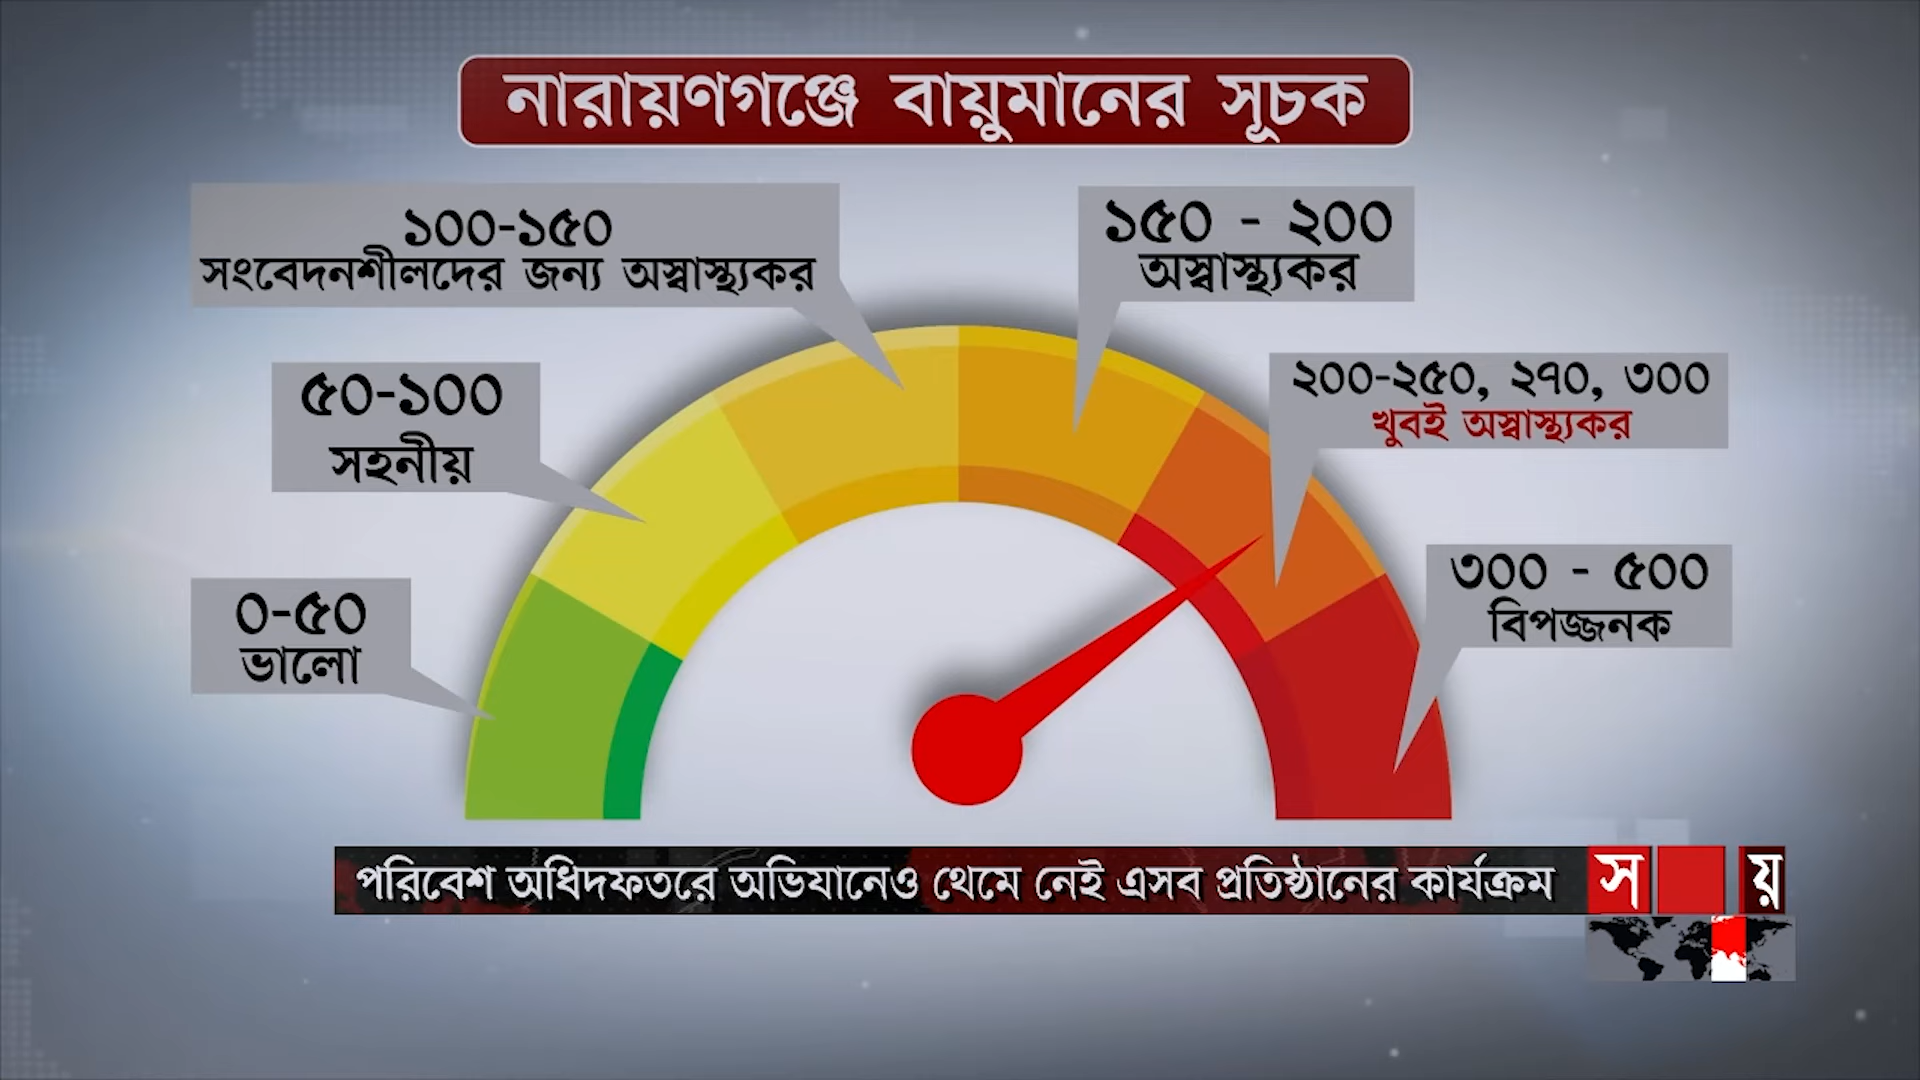 নারায়ণগঞ্জে বায়ুমানের সূচক
১০০-১৫০
সংবেদনশীলদের জন্য অস্বাস্থ্যকর
১৫০ - ২০০
অস্বাস্থ্যকর
৫০-১০০
সহনীয়
২০০-২৫০, ২৭০, ৩০০
খুবই অস্বাস্থ্যকর
০-৫০
ভালো
৩০০ - ৫০০
বিপজ্জনক
পরিবেশ অধিদফতরে অভিযানেও থেমে নেই এসব প্রতিষ্ঠানের কার্যক্রম
স য়